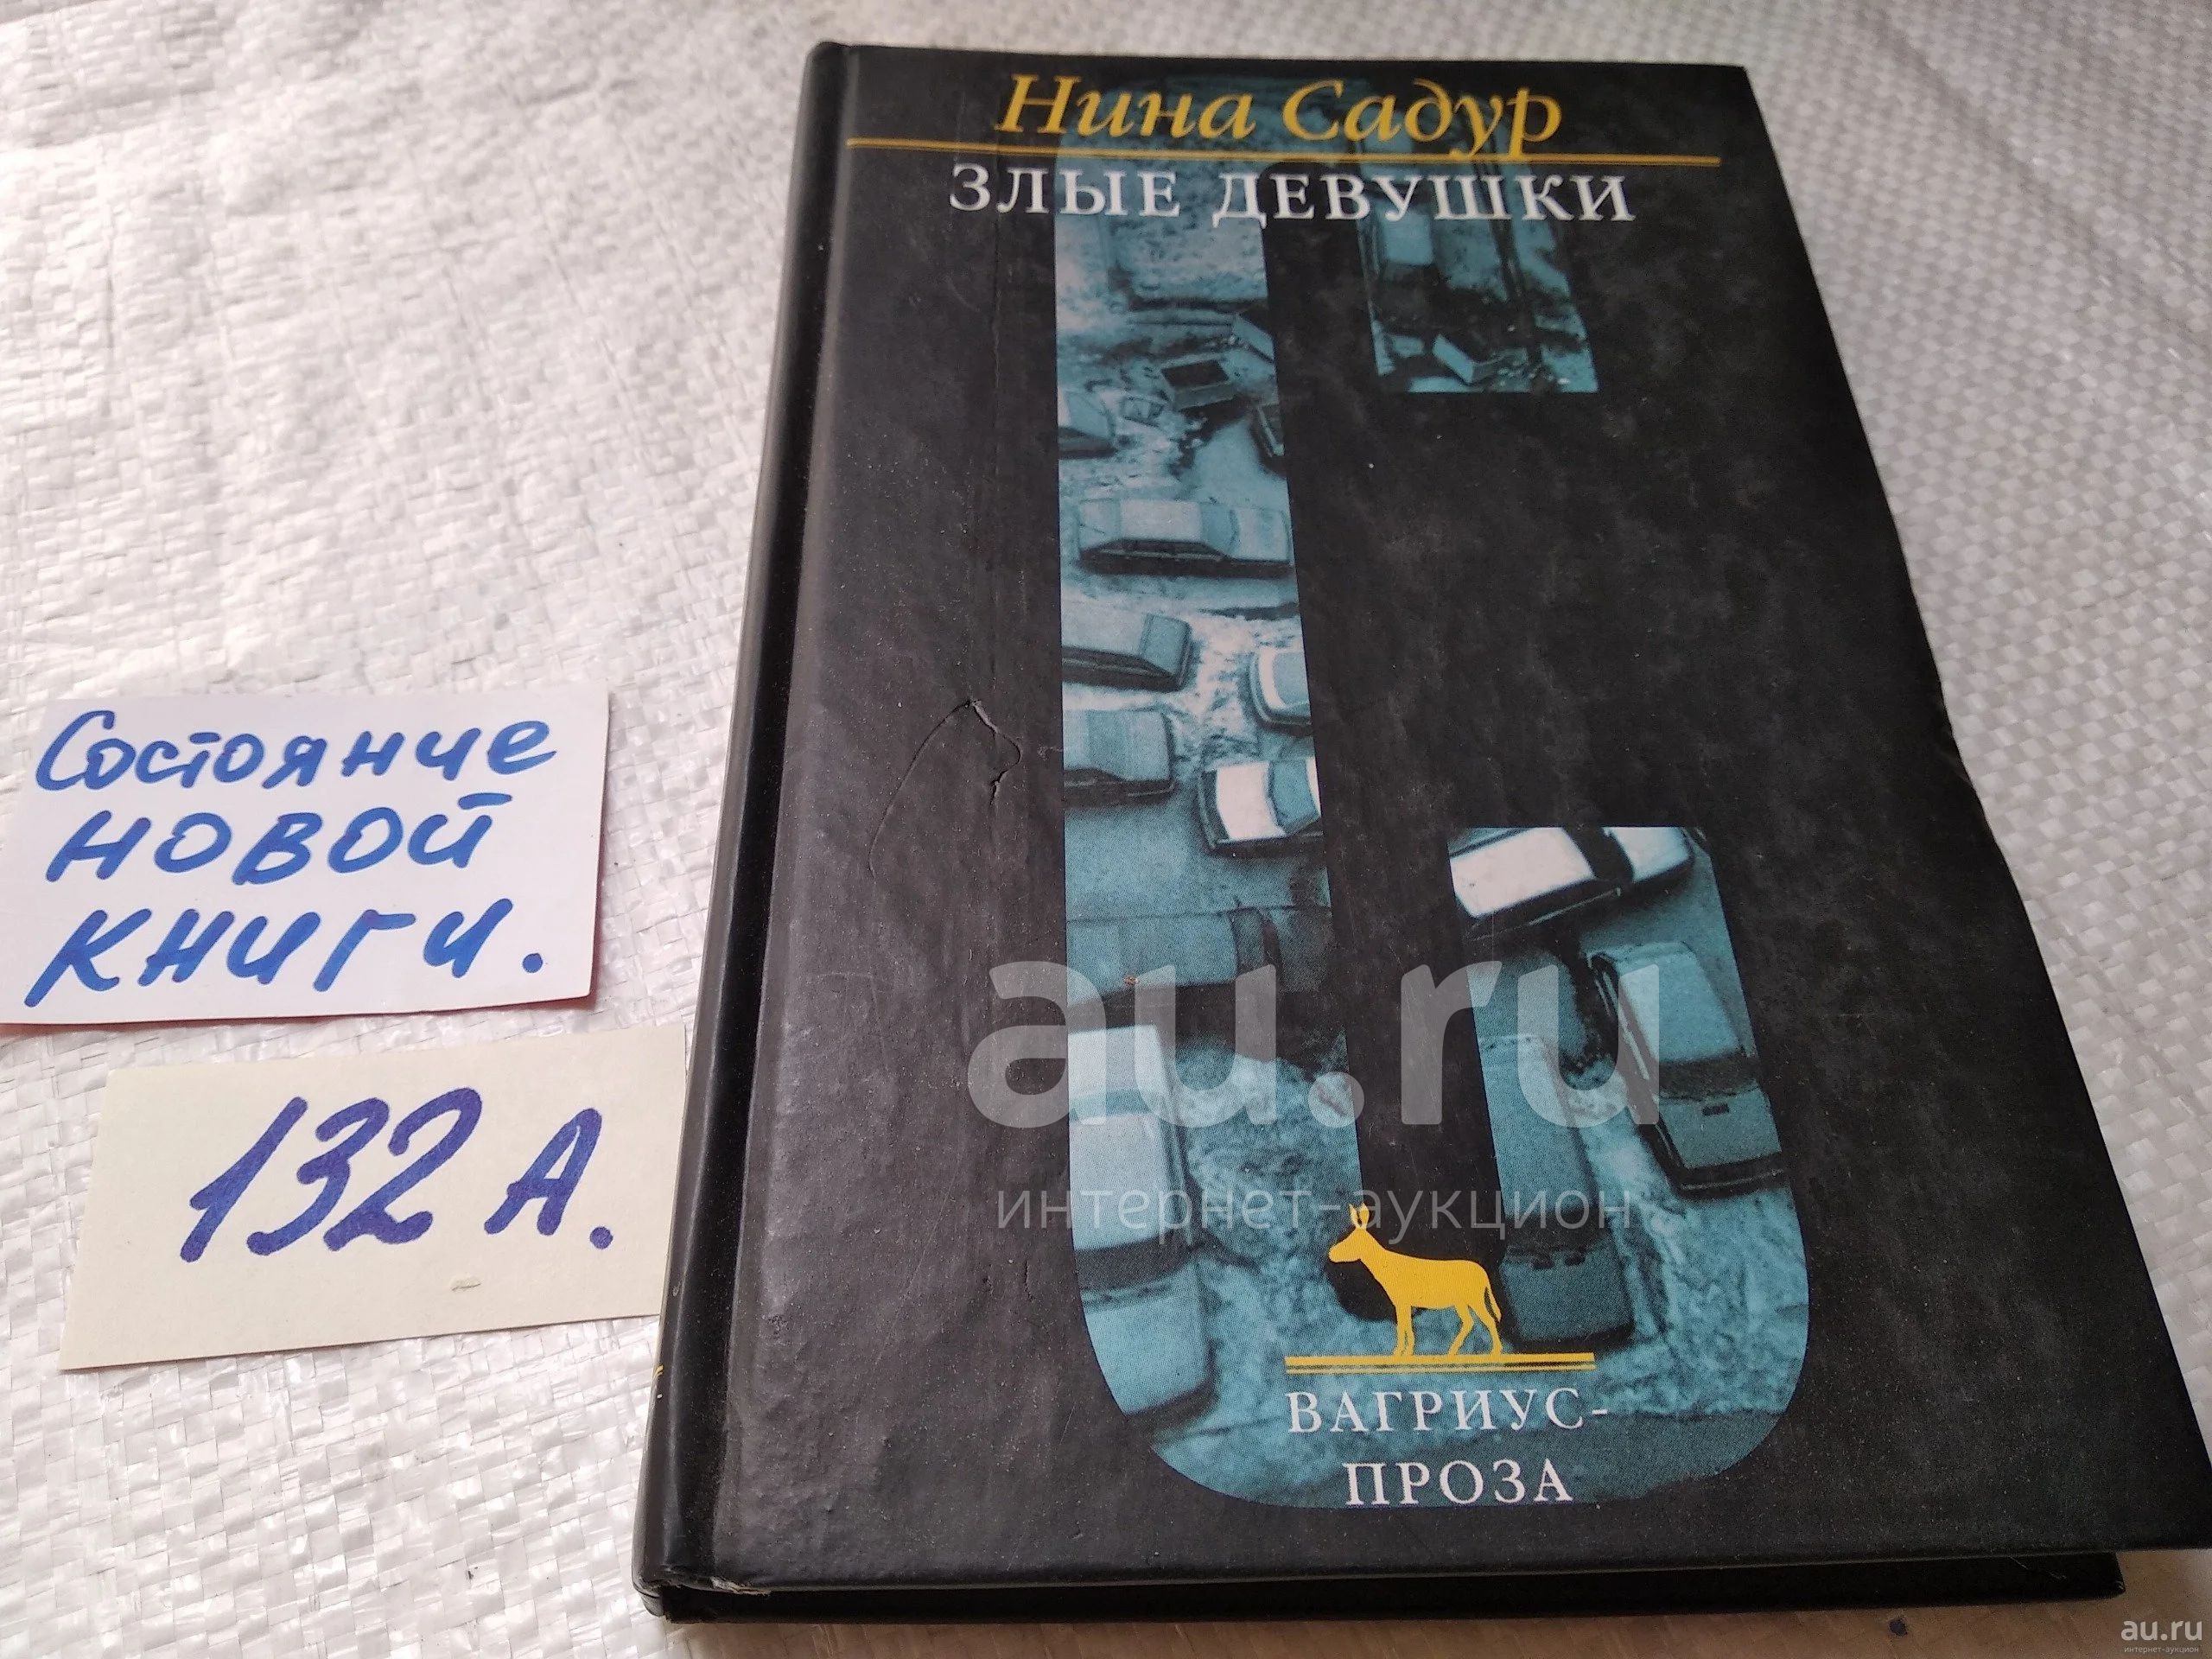 Нина Садур
ЗЛЫЕ ДЕВУШКИ
Состояние
новой
книги.
132 А.
au.ru
интернет-аукцион
ВАГРИУС-
ПРОЗА
au.ru
интернет-аукцион